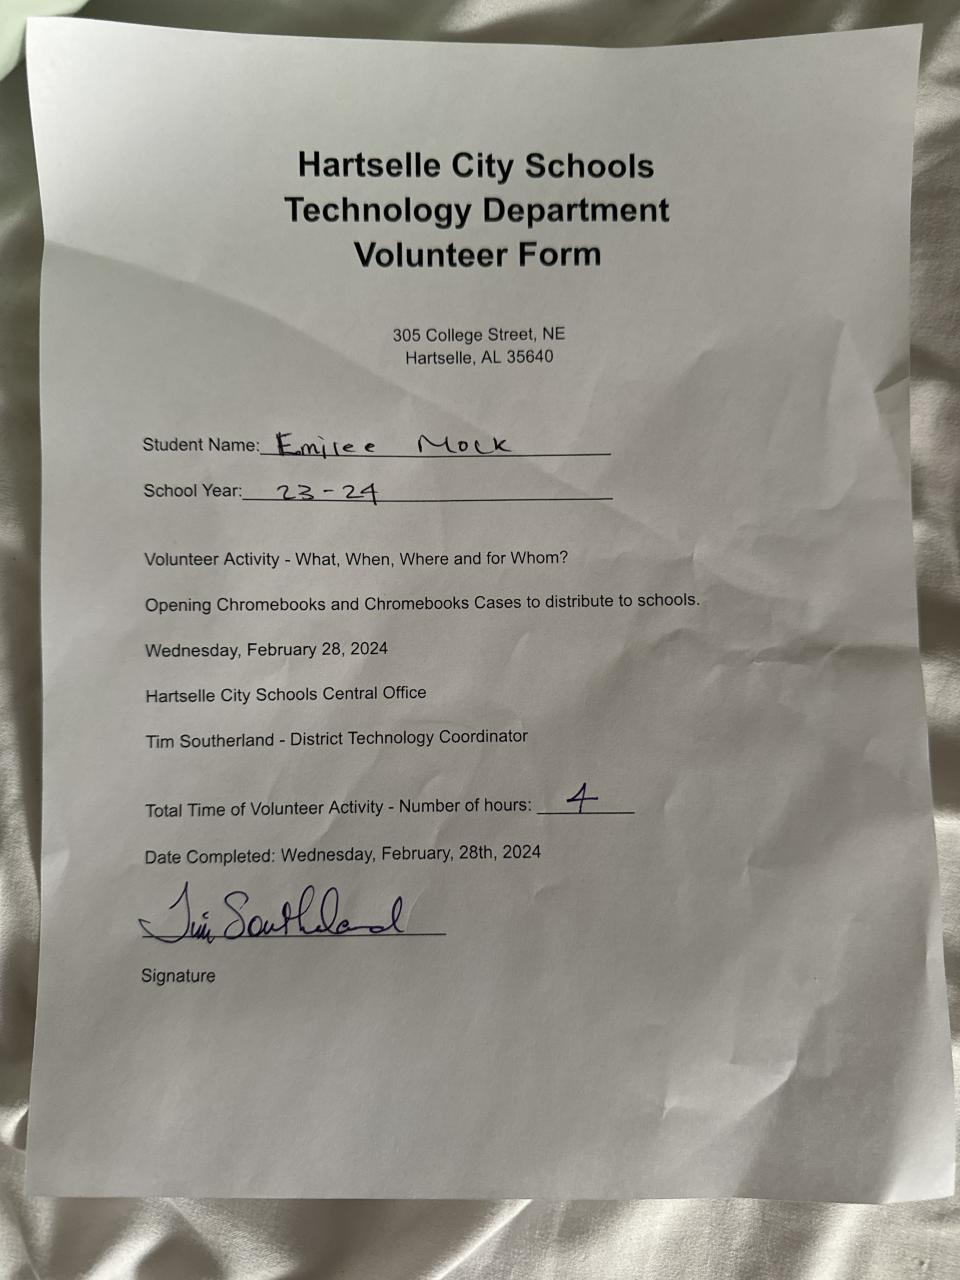 Hartselle City Schools
Technology Department
Volunteer Form
305 College Street, NE
Hartselle, AL 35640
Student Name: Emilee Mock
School Year: 23-24
Volunteer Activity - What, When, Where and for Whom?
Opening Chromebooks and Chromebooks Cases to distribute to schools.
Wednesday, February 28, 2024
Hartselle City Schools Central Office
Tim Southerland - District Technology Coordinator
Total Time of Volunteer Activity - Number of hours: 4
Date Completed: Wednesday, February, 28th, 2024
Tim Southerland
Signature